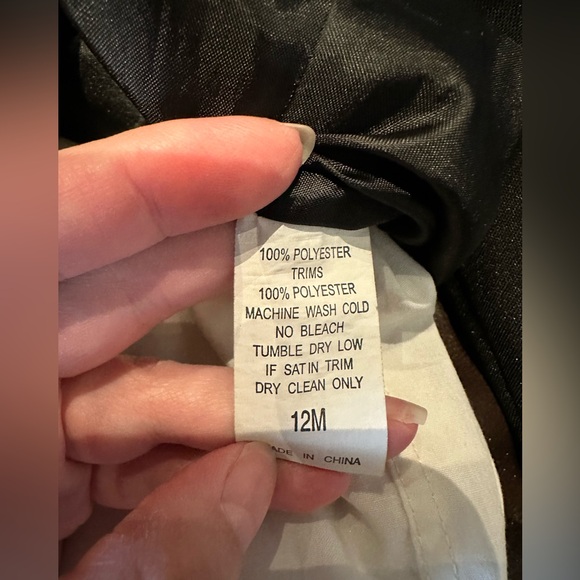 100% POLYESTER
TRIMS
100% POLYESTER
MACHINE WASH COLD
NO BLEACH
TUMBLE DRY LOW
IF SATIN TRIM
DRY CLEAN ONLY
12M
MADE IN CHINA